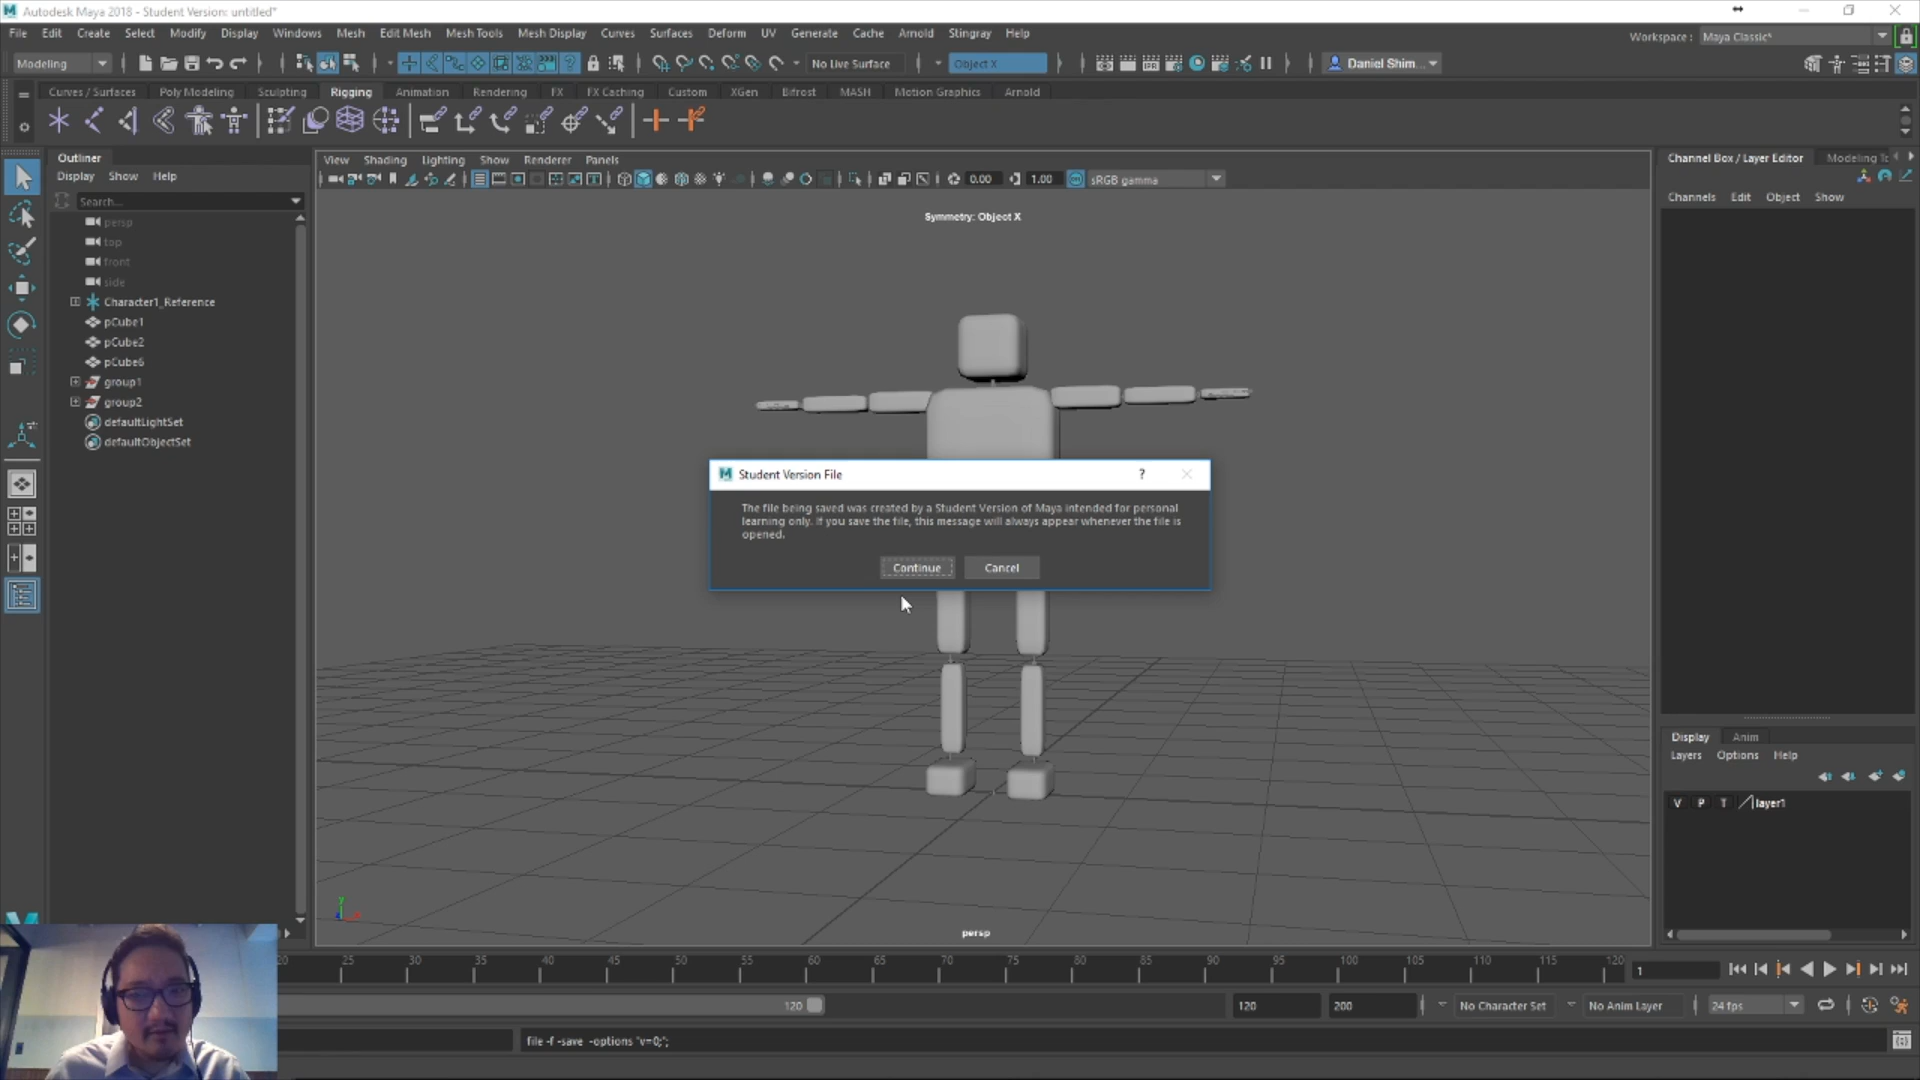 Autodesk Maya 2018 - Student Version: untitled*
File Edit Create Select Modify Display Windows Mesh Edit Mesh Mesh Tools Mesh Display Curves Surfaces Deform UV Generate Cache Arnold Stingray Help
Workspace : Maya Classic*
Modeling No Live Surface Object X Daniel Shim...
Curves / Surfaces Poly Modeling Sculpting Rigging Animation Rendering FX FX Caching Custom XGen Bifrost MASH Motion Graphics Arnold
Outliner
Display Show Help
Search...
persp
top
front
side
Character1_Reference
pCube1
pCube2
pCube6
group1
group2
defaultLightSet
defaultObjectSet
View Shading Lighting Show Renderer Panels
0.00 1.00 sRGB gamma
Symmetry: Object X
Student Version File ?
The file being saved was created by a Student Version of Maya intended for personal
learning only. If you save the file, this message will always appear whenever the file is
opened.
Continue Cancel
persp
Channel Box / Layer Editor Modeling
Channels Edit Object Show
Display Anim
Layers Options Help
V P T layer1
20 25 30 35 40 45 50 55 60 65 70 75 80 85 90 95 100 105 110 115 120
1
120 120 200 No Character Set No Anim Layer 24 fps
file -f -save -options "v=0;";